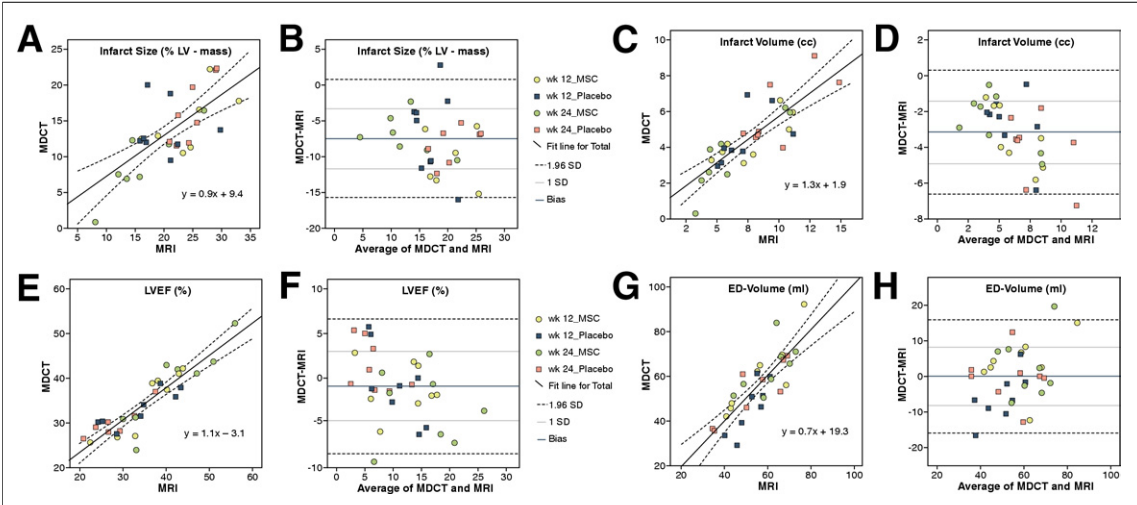 A
Infarct Size (% LV - mass)
25
20
15
10
5
0
MDCT
y = 0.9x + 9.4
5 10 15 20 25 30 35
MRI
B
Infarct Size (% LV - mass)
5
0
-5
-10
-15
-20
MDCT-MRI
0 5 10 15 20 25 30
Average of MDCT and MRI
wk 12_MSC
wk 12_Placebo
wk 24_MSC
wk 24_Placebo
Fit line for Total
1.96 SD
1 SD
Bias
C
Infarct Volume (cc)
10
8
6
4
2
0
MDCT
y = 1.3x + 1.9
3 5 8 10 13 15
MRI
D
Infarct Volume (cc)
2
0
-2
-4
-6
-8
MDCT-MRI
0 2 5 7 10 12
Average of MDCT and MRI
E
LVEF (%)
60
50
40
30
20
MDCT
y = 1.1x – 3.1
20 30 40 50 60
MRI
F
LVEF (%)
10
5
0
-5
-10
MDCT-MRI
0 5 10 15 20 25 30
Average of MDCT and MRI
wk 12_MSC
wk 12_Placebo
wk 24_MSC
wk 24_Placebo
Fit line for Total
1.96 SD
1 SD
Bias
G
ED-Volume (ml)
100
80
60
40
20
MDCT
y = 0.7x + 19.3
20 40 60 80 100
MRI
H
ED-Volume (ml)
20
10
0
-10
-20
MDCT-MRI
20 40 60 80 100
Average of MDCT and MRI